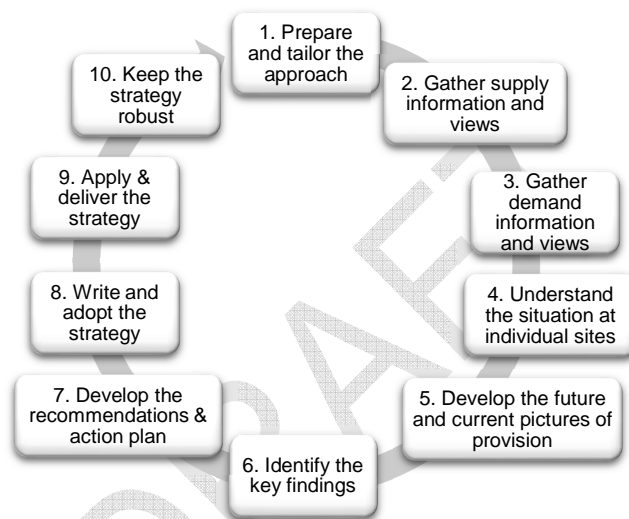 1. Prepare
and tailor the
approach
2. Gather supply
information and
views
3. Gather
demand
information
and views
4. Understand
the situation at
individual sites
5. Develop the future
and current pictures of
provision
6. Identify the
key findings
7. Develop the
recommendations &
action plan
8. Write and
adopt the
strategy
9. Apply &
deliver the
strategy
10. Keep the
strategy
robust
DRAFT